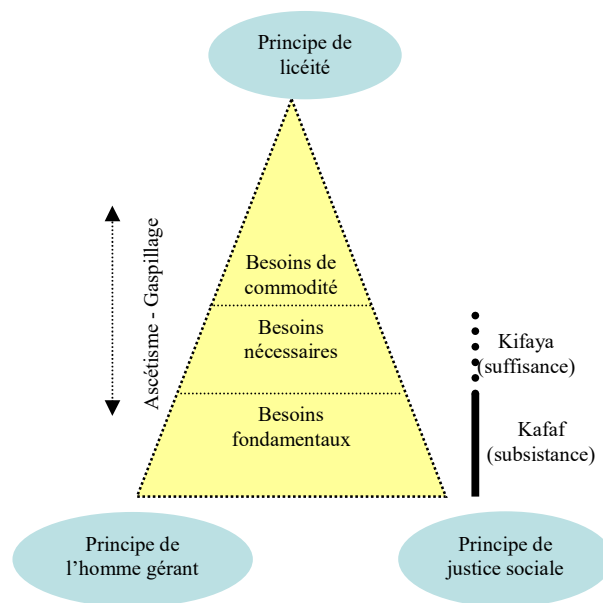 Principe de
licéité
Ascétisme - Gaspillage
Besoins de
commodité
Besoins
nécessaires
Kifaya
(suffisance)
Besoins
fondamentaux
Kafaf
(subsistance)
Principe de
l’homme gérant
Principe de
justice sociale